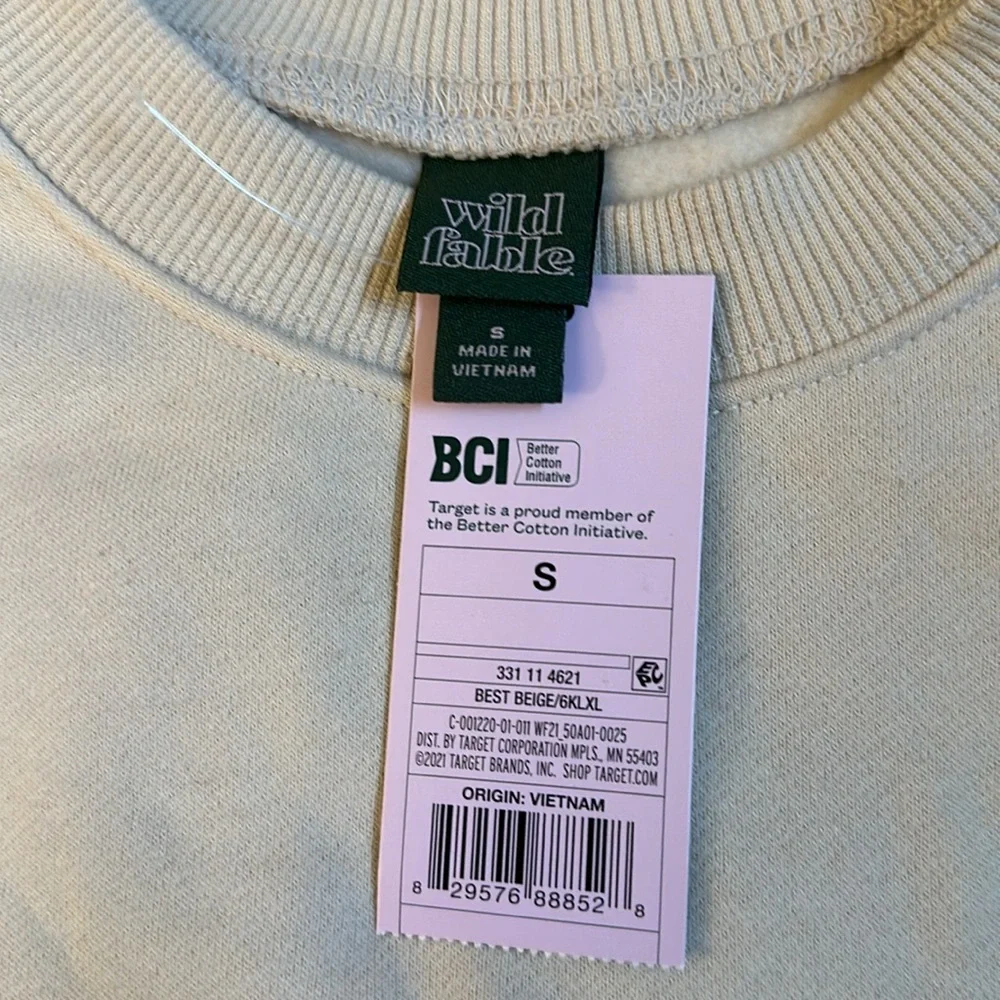 wild
fable
S
MADE IN
VIETNAM
BCI Better
Cotton
Initiative
Target is a proud member of
the Better Cotton Initiative.
S
331 11 4621
EPC
BEST BEIGE/6KLXL
C-001220-01-011 WF21_50A01-0025
DIST. BY TARGET CORPORATION MPLS., MN 55403
©2021 TARGET BRANDS, INC. SHOP TARGET.COM
ORIGIN: VIETNAM
8 29576 88852 8